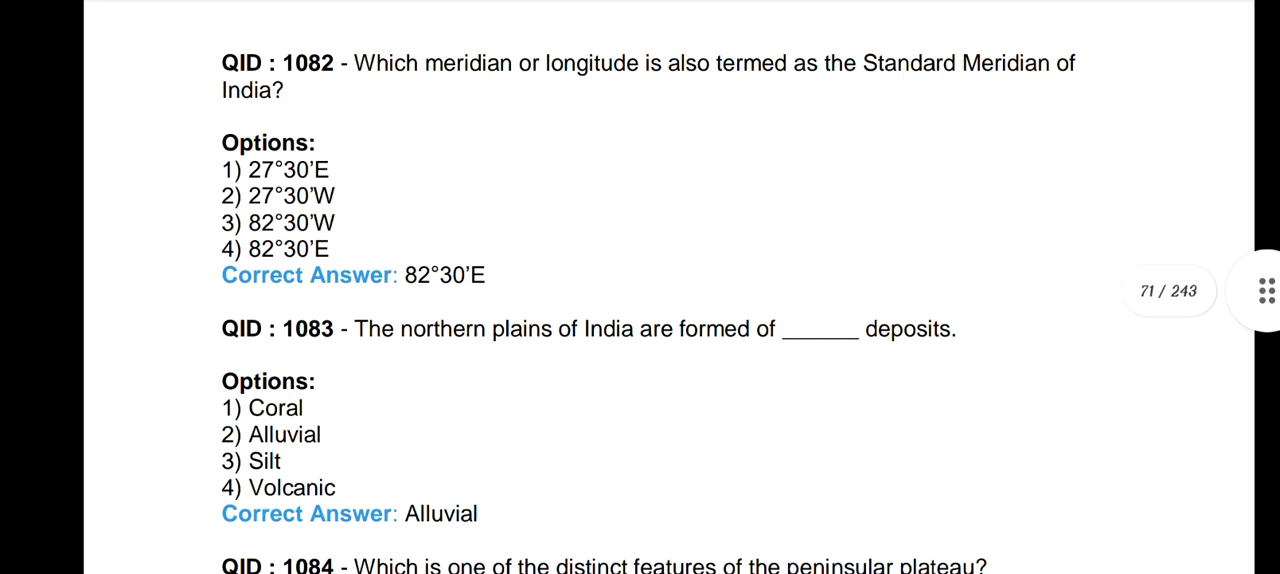 QID : 1082 - Which meridian or longitude is also termed as the Standard Meridian of
India?
Options:
1) 27°30’E
2) 27°30’W
3) 82°30’W
4) 82°30’E
Correct Answer: 82°30’E
71 / 243
QID : 1083 - The northern plains of India are formed of ______ deposits.
Options:
1) Coral
2) Alluvial
3) Silt
4) Volcanic
Correct Answer: Alluvial
QID : 1084 - Which is one of the distinct features of the peninsular plateau?